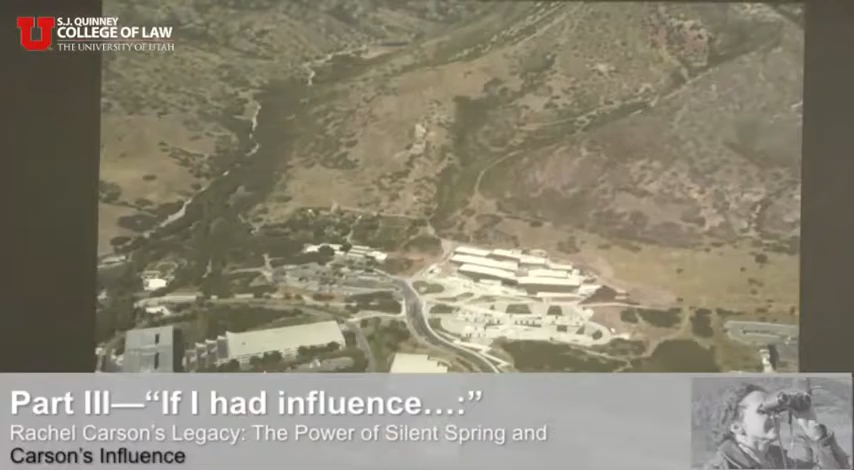 S.J. QUINNEY
COLLEGE OF LAW
THE UNIVERSITY OF UTAH
Part III—“If I had influence…:”
Rachel Carson’s Legacy: The Power of Silent Spring and
Carson’s Influence